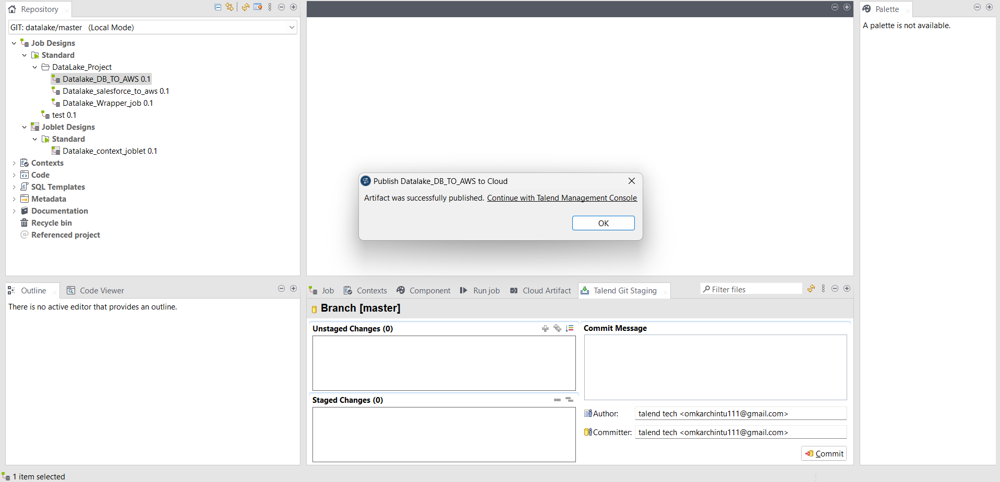 Repository
GIT: datalake/master   (Local Mode)
Job Designs
Standard
DataLake_Project
Datalake_DB_TO_AWS 0.1
Datalake_salesforce_to_aws 0.1
Datalake_Wrapper_job 0.1
test 0.1
Joblet Designs
Standard
Datalake_context_joblet 0.1
Contexts
Code
SQL Templates
Metadata
Documentation
Recycle bin
Referenced project
Palette
A palette is not available.
Publish Datalake_DB_TO_AWS to Cloud
Artifact was successfully published. Continue with Talend Management Console
OK
Outline
Code Viewer
There is no active editor that provides an outline.
Job
Contexts
Component
Run job
Cloud Artifact
Talend Git Staging
Filter files
Branch [master]
Unstaged Changes (0)
Staged Changes (0)
Commit Message
Author: talend tech <omkarchintu111@gmail.com>
Committer: talend tech <omkarchintu111@gmail.com>
Commit
1 item selected